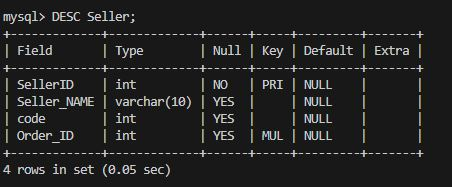 mysql> DESC Seller;
+-------------+-------------+------+-----+---------+-------+
| Field       | Type        | Null | Key | Default | Extra |
+-------------+-------------+------+-----+---------+-------+
| SellerID    | int         | NO   | PRI | NULL    |       |
| Seller_NAME | varchar(10) | YES  |     | NULL    |       |
| code        | int         | YES  |     | NULL    |       |
| Order_ID    | int         | YES  | MUL | NULL    |       |
+-------------+-------------+------+-----+---------+-------+
4 rows in set (0.05 sec)